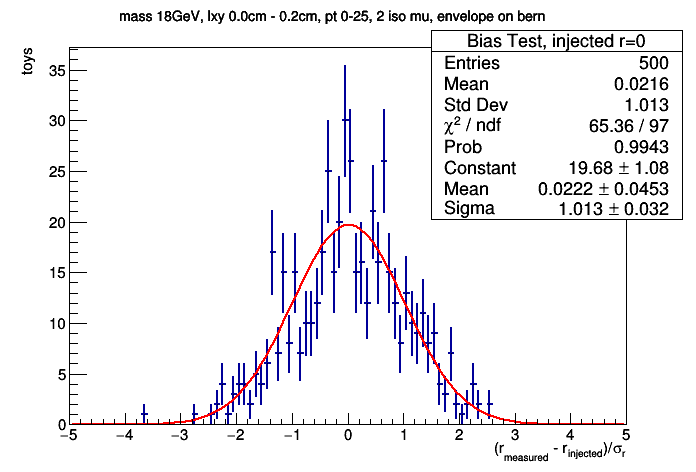 mass 18GeV, lxy 0.0cm - 0.2cm, pt 0-25, 2 iso mu, envelope on bern
Bias Test, injected r=0
Entries 500
Mean 0.0216
Std Dev 1.013
χ² / ndf 65.36 / 97
Prob 0.9943
Constant 19.68 ± 1.08
Mean 0.0222 ± 0.0453
Sigma 1.013 ± 0.032
toys
35
30
25
20
15
10
5
0
−5 −4 −3 −2 −1 0 1 2 3 4 5
(r_measured - r_injected)/σ_r